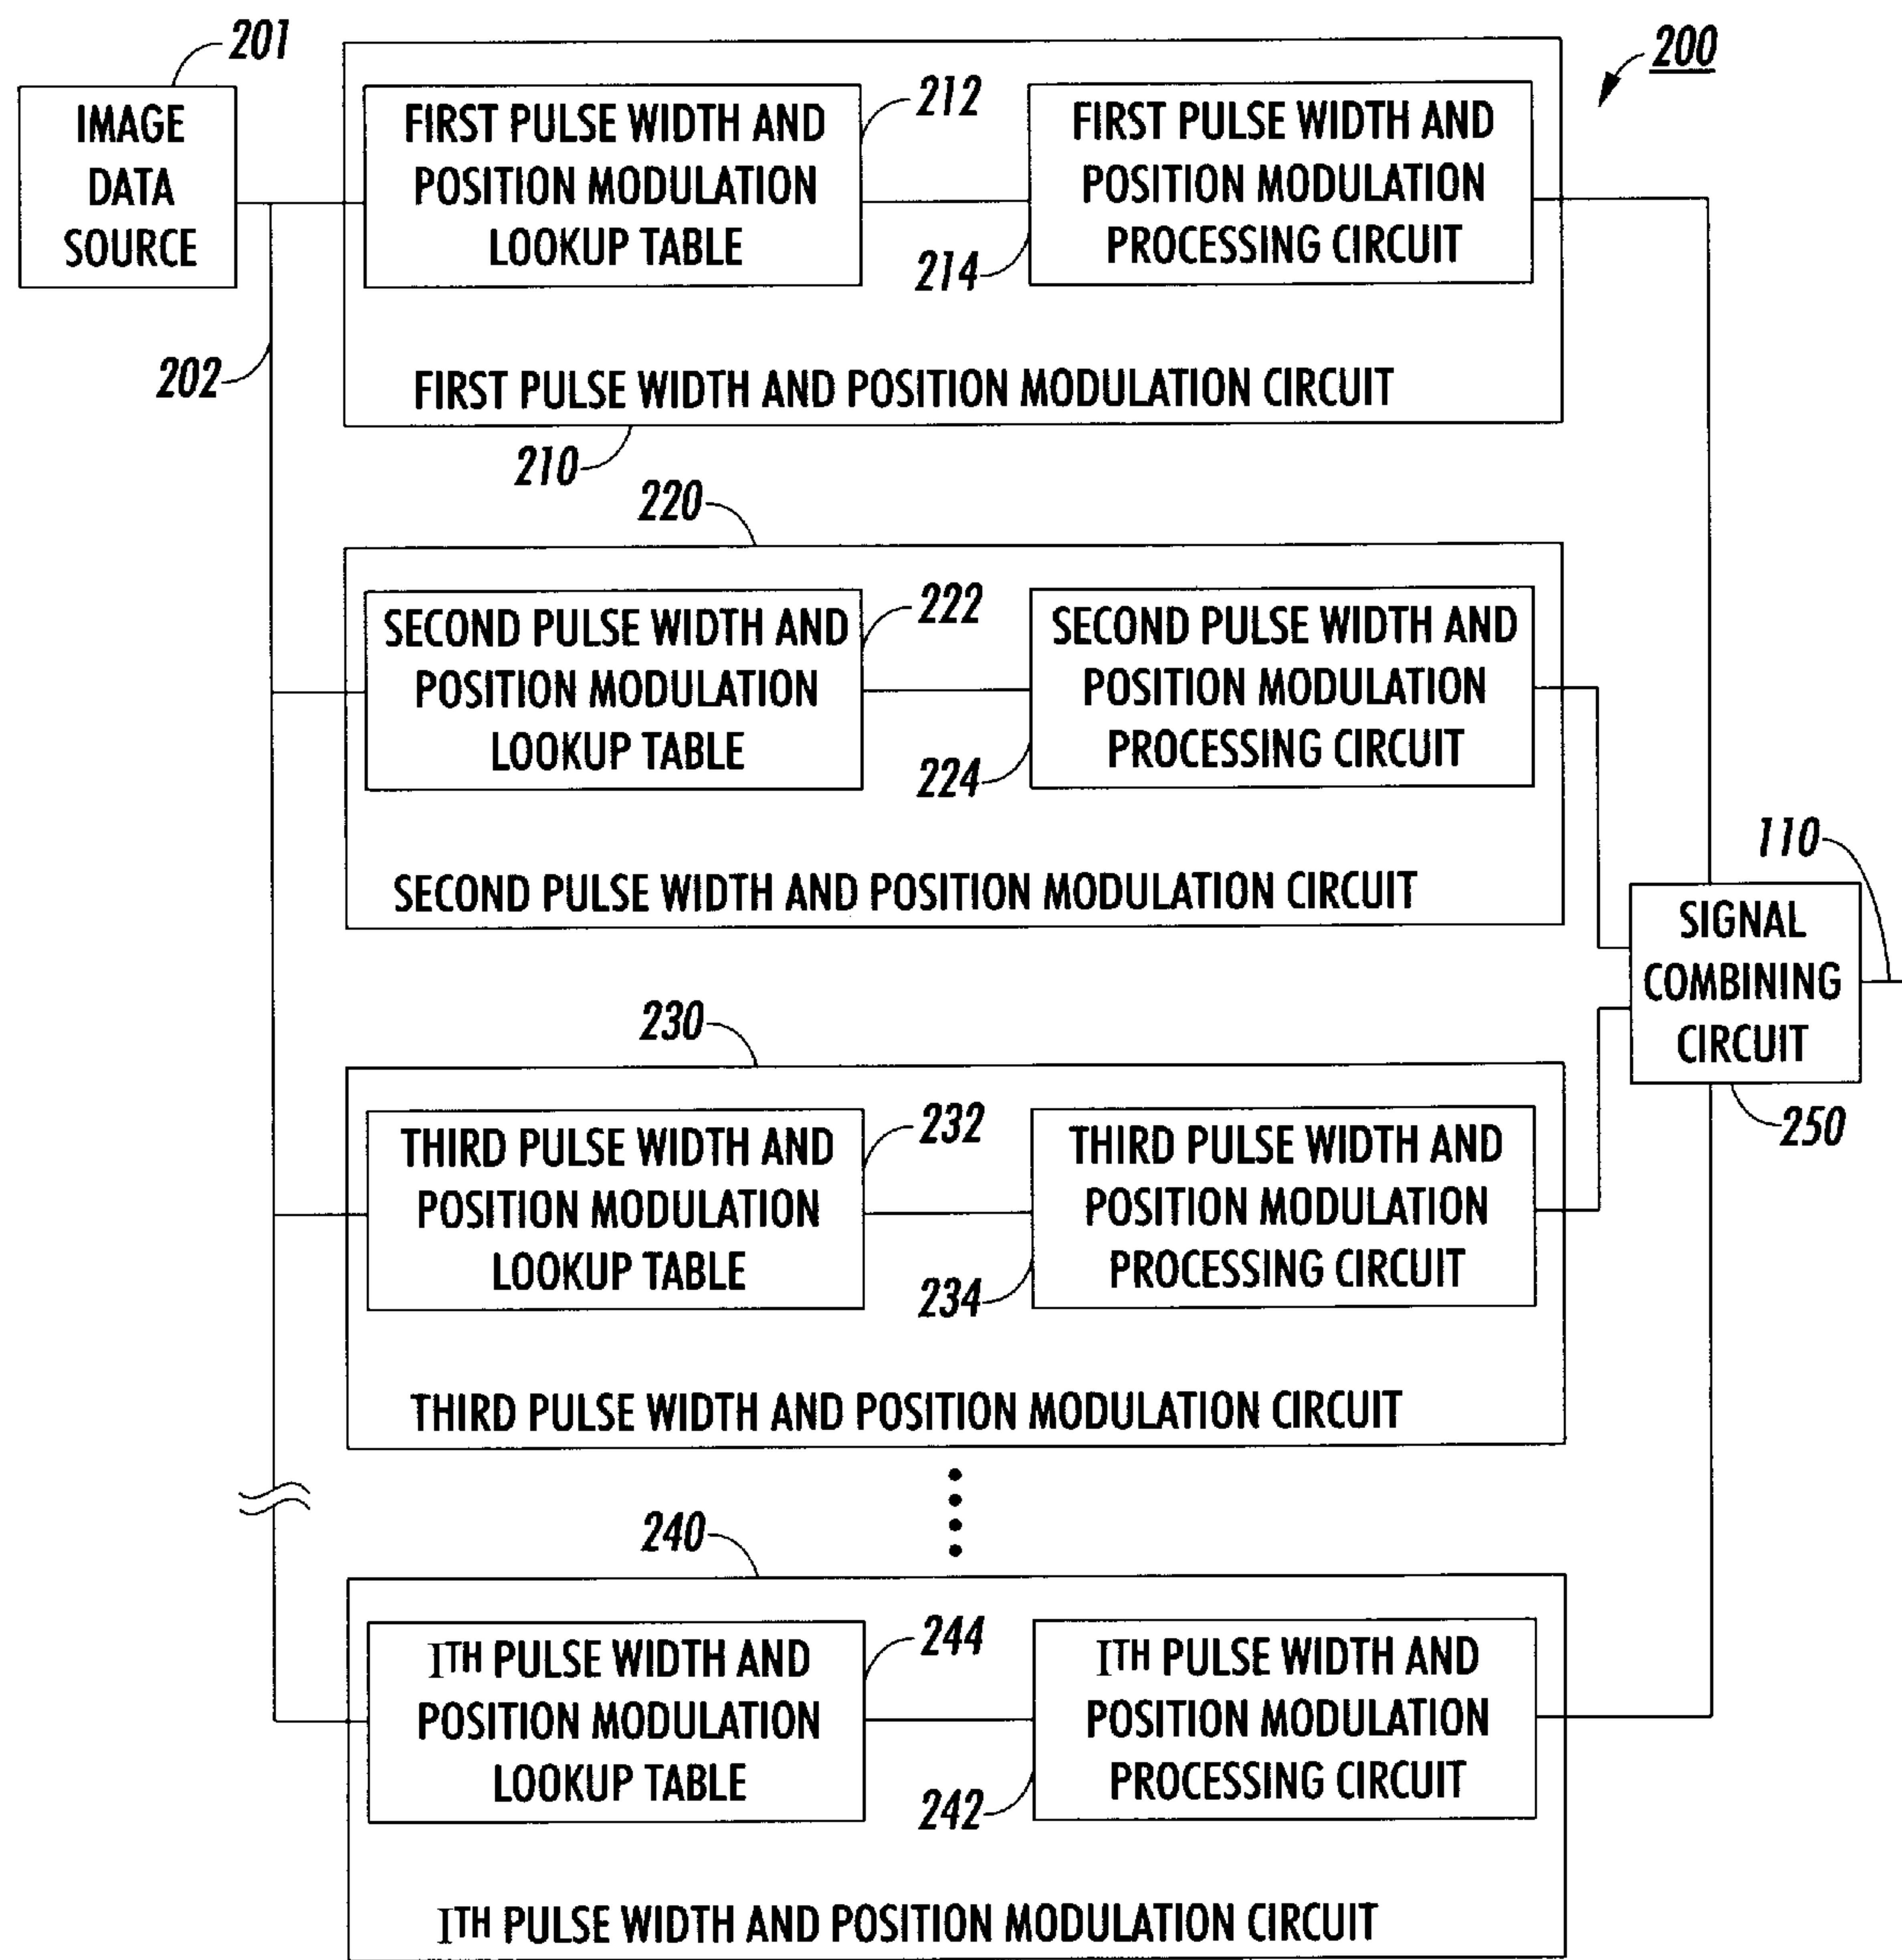 201
200
IMAGE
DATA
SOURCE
FIRST PULSE WIDTH AND
POSITION MODULATION
LOOKUP TABLE
212
FIRST PULSE WIDTH AND
POSITION MODULATION
PROCESSING CIRCUIT
214
202
FIRST PULSE WIDTH AND POSITION MODULATION CIRCUIT
210
220
SECOND PULSE WIDTH AND
POSITION MODULATION
LOOKUP TABLE
222
SECOND PULSE WIDTH AND
POSITION MODULATION
PROCESSING CIRCUIT
224
SECOND PULSE WIDTH AND POSITION MODULATION CIRCUIT
110
SIGNAL
COMBINING
CIRCUIT
250
230
THIRD PULSE WIDTH AND
POSITION MODULATION
LOOKUP TABLE
232
THIRD PULSE WIDTH AND
POSITION MODULATION
PROCESSING CIRCUIT
234
THIRD PULSE WIDTH AND POSITION MODULATION CIRCUIT
240
ITH PULSE WIDTH AND
POSITION MODULATION
LOOKUP TABLE
244
ITH PULSE WIDTH AND
POSITION MODULATION
PROCESSING CIRCUIT
242
ITH PULSE WIDTH AND POSITION MODULATION CIRCUIT